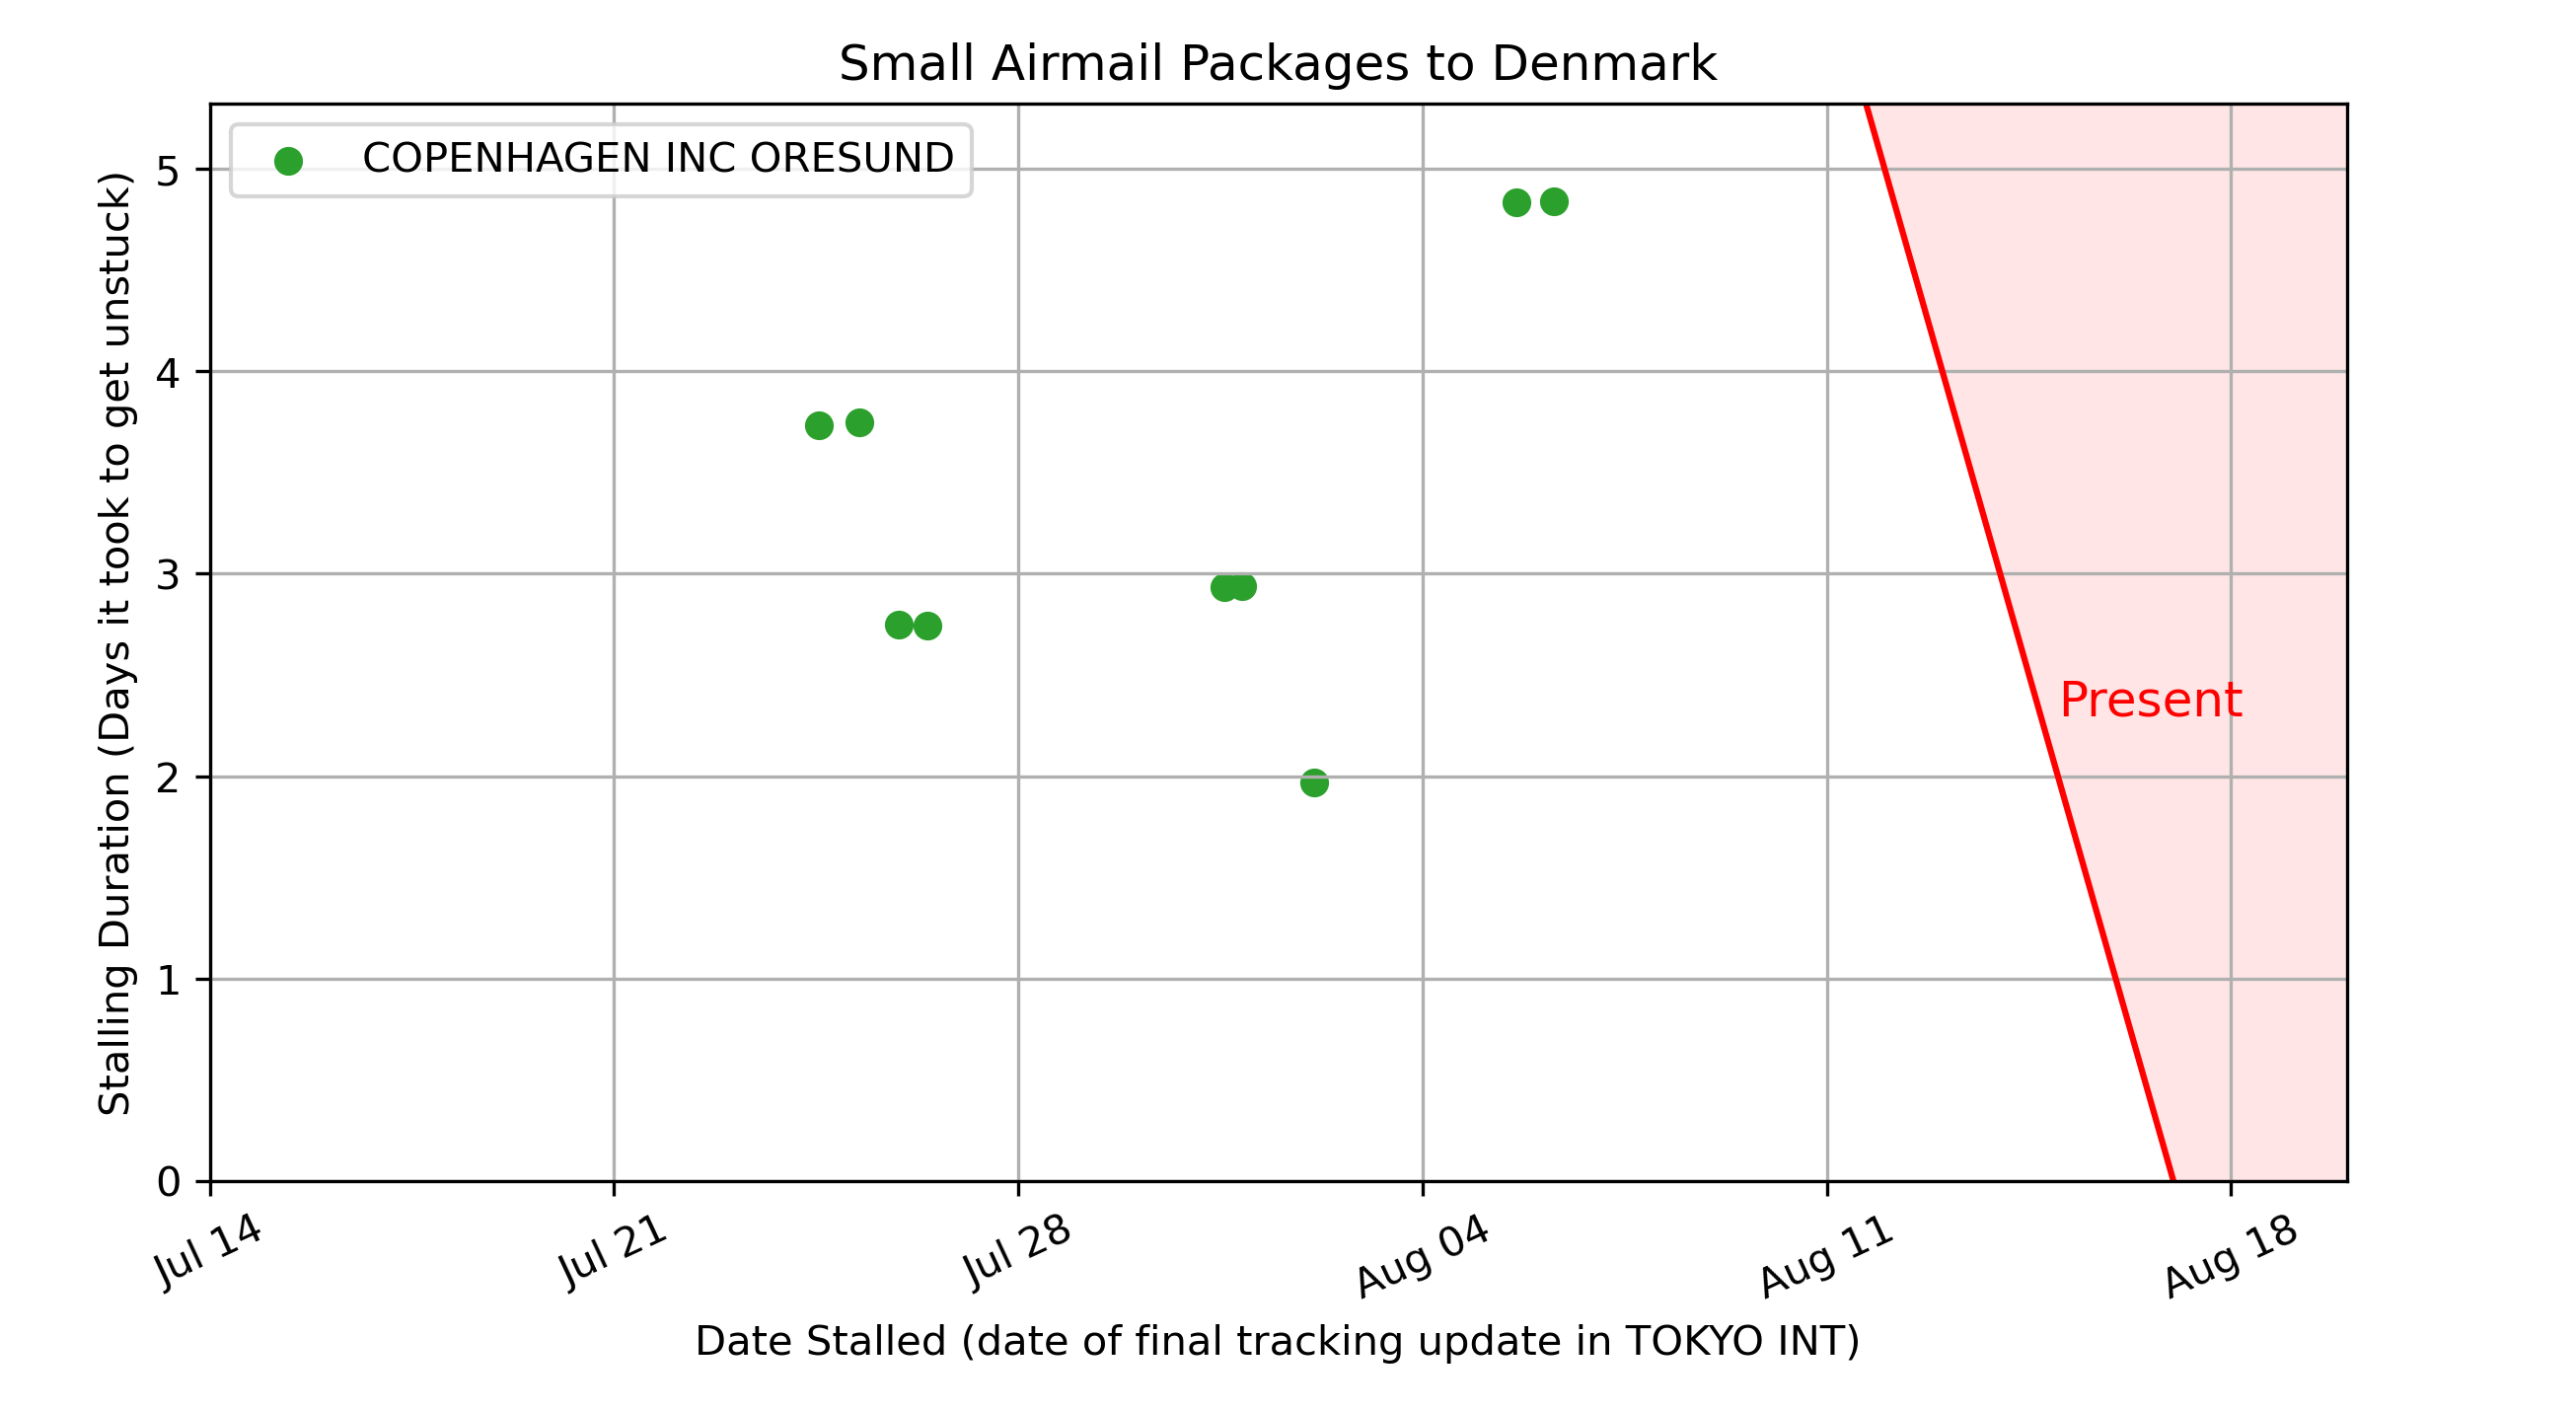 Small Airmail Packages to Denmark
COPENHAGEN INC ORESUND
Stalling Duration (Days it took to get unstuck)
5
4
3
2
1
0
Present
Jul 14
Jul 21
Jul 28
Aug 04
Aug 11
Aug 18
Date Stalled (date of final tracking update in TOKYO INT)